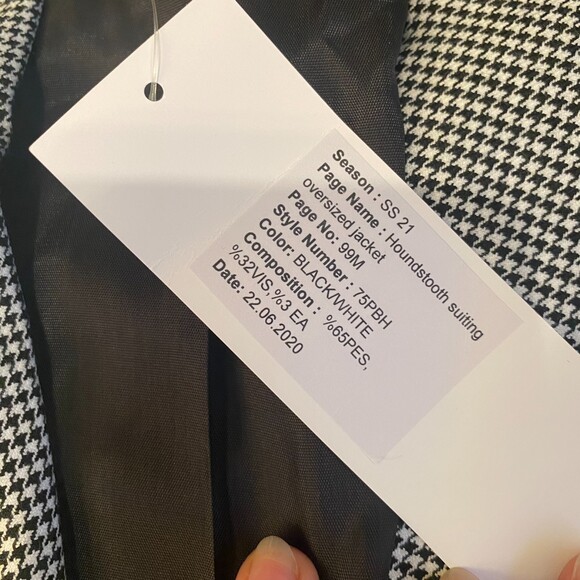 Season : SS 21
Page Name : Houndstooth suiting
oversized jacket
Page No: 99M
Style Number : 75PBH
Color: BLACK/WHITE
Composition : %65PES,
%32VIS %3 EA
Date: 22.06.2020